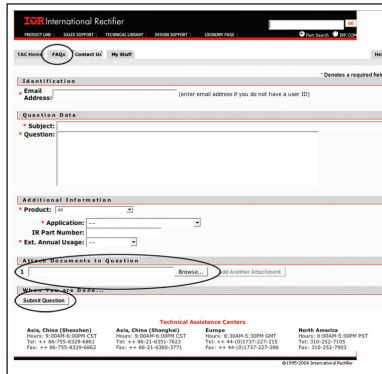 IOR International Rectifier
GO
PRODUCT LINE | SALES SUPPORT | TECHNICAL LIBRARY | DESIGN SUPPORT | LOGIN/MY PAGE |
Part Search IRF.COM
TAC Home FAQs Contact Us My Stuff Hel
* Denotes a required fiel
Identification
* Email
Address:
(enter email address if you do not have a user ID)
Question Data
* Subject:
* Question:
Additional Information
* Product: All
* Application: --
IR Part Number:
* Est. Annual Usage: --
Attach Documents to Question
1 Browse... Add Another Attachment
When You are Done...
Submit Question
Technical Assistance Centers
Asia, China (Shenzhen) Asia, China (Shanghai) Europe North America
Hours: 9:00AM-6:00PM CST Hours: 9:00AM-6:00PM CST Hours: 8:30AM-5:30PM GMT Hours: 8:00AM-5:00PM PST
Tel: ++ 86-755-8329-6861 Tel: ++ 86-21-6351-7623 Tel: ++ 44-(0)1737-227-215 Tel: 310-252-7105
Fax: ++ 86-755-8329-6862 Fax: ++ 86-21-6360-3771 Fax: ++ 44-(0)1737-227-286 Fax: 310-252-7903
©1995-2004 International Rectifier